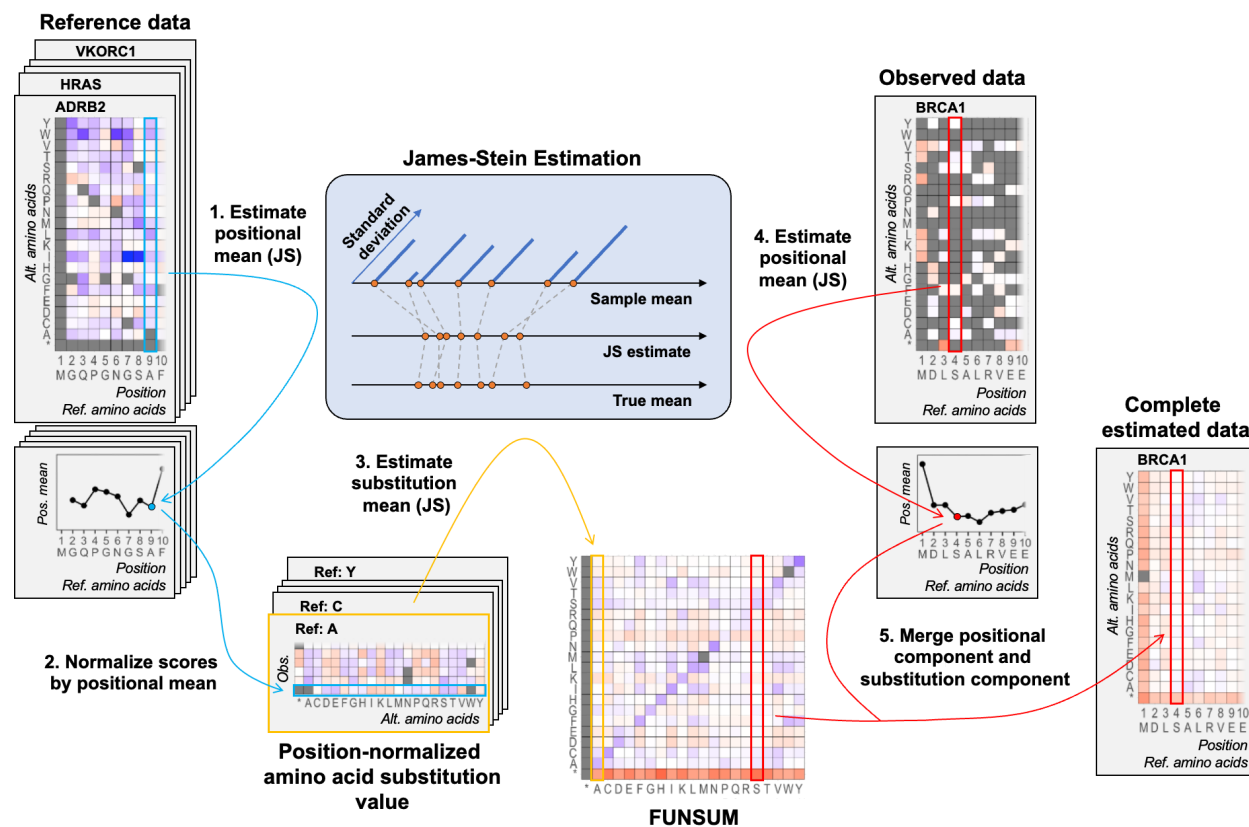 Reference data
VKORC1
HRAS
ADRB2
Alt. amino acids
Y
W
V
T
S
R
Q
P
N
M
L
K
I
H
G
F
E
D
C
A
*
1 2 3 4 5 6 7 8 9 10
M G Q P G N G S A F
Position
Ref. amino acids
1. Estimate
positional
mean (JS)
James-Stein Estimation
Standard
deviation
Sample mean
JS estimate
True mean
4. Estimate
positional
mean (JS)
Observed data
BRCA1
Alt. amino acids
Y
W
V
T
S
R
Q
P
N
M
L
K
I
H
G
F
E
D
C
A
*
1 2 3 4 5 6 7 8 9 10
M D L S A L R V E E
Position
Ref. amino acids
Pos. mean
1 2 3 4 5 6 7 8 9 10
M G Q P G N G S A F
Position
Ref. amino acids
2. Normalize scores
by positional mean
3. Estimate
substitution
mean (JS)
Ref: Y
Ref: C
Ref: A
Obs.
* A C D E F G H I K L M N P Q R S T V W Y
Alt. amino acids
Position-normalized
amino acid substitution
value
Y
W
V
T
S
R
Q
P
N
M
L
K
I
H
G
F
E
D
C
A
*
* A C D E F G H I K L M N P Q R S T V W Y
FUNSUM
Pos. mean
1 2 3 4 5 6 7 8 9 10
M D L S A L R V E E
Position
Ref. amino acids
5. Merge positional
component and
substitution component
Complete
estimated data
BRCA1
Alt. amino acids
Y
W
V
T
S
R
Q
P
N
M
L
K
I
H
G
F
E
D
C
A
*
1 2 3 4 5 6 7 8 9 10
M D L S A L R V E E
Position
Ref. amino acids